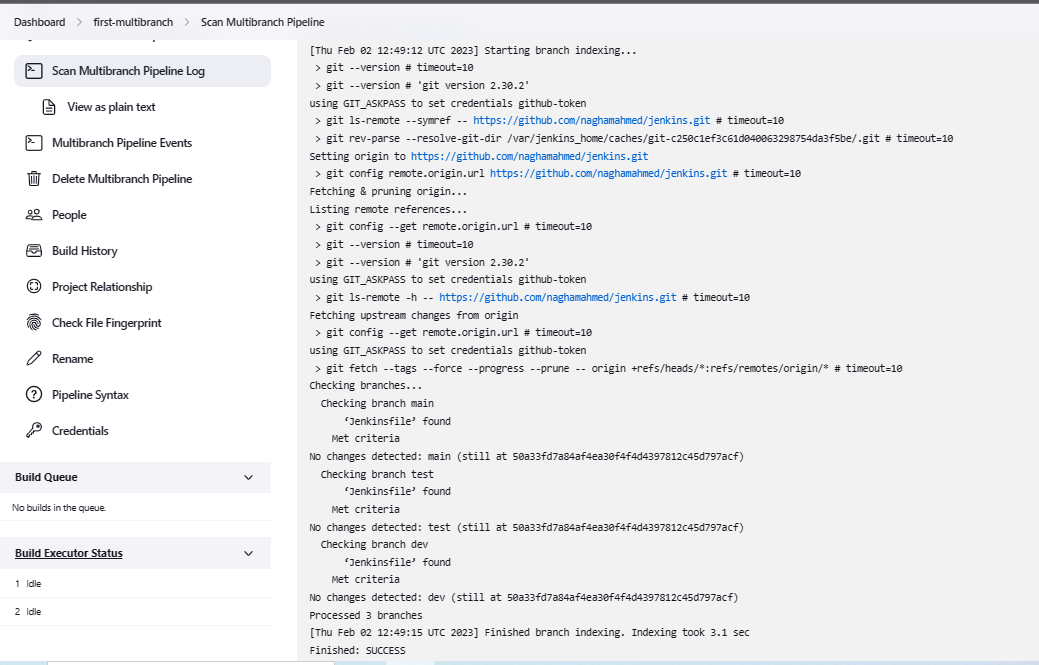 Dashboard > first-multibranch > Scan Multibranch Pipeline
Scan Multibranch Pipeline Log
View as plain text
Multibranch Pipeline Events
Delete Multibranch Pipeline
People
Build History
Project Relationship
Check File Fingerprint
Rename
Pipeline Syntax
Credentials
Build Queue
No builds in the queue.
Build Executor Status
1 Idle
2 Idle
[Thu Feb 02 12:49:12 UTC 2023] Starting branch indexing...
> git --version # timeout=10
> git --version # 'git version 2.30.2'
using GIT_ASKPASS to set credentials github-token
> git ls-remote --symref -- https://github.com/naghamahmed/jenkins.git # timeout=10
> git rev-parse --resolve-git-dir /var/jenkins_home/caches/git-c250c1ef3c61d040063298754da3f5be/.git # timeout=10
Setting origin to https://github.com/naghamahmed/jenkins.git
> git config remote.origin.url https://github.com/naghamahmed/jenkins.git # timeout=10
Fetching & pruning origin...
Listing remote references...
> git config --get remote.origin.url # timeout=10
> git --version # timeout=10
> git --version # 'git version 2.30.2'
using GIT_ASKPASS to set credentials github-token
> git ls-remote -h -- https://github.com/naghamahmed/jenkins.git # timeout=10
Fetching upstream changes from origin
> git config --get remote.origin.url # timeout=10
using GIT_ASKPASS to set credentials github-token
> git fetch --tags --force --progress --prune -- origin +refs/heads/*:refs/remotes/origin/* # timeout=10
Checking branches...
Checking branch main
‘Jenkinsfile’ found
Met criteria
No changes detected: main (still at 50a33fd7a84af4ea30f4f4d4397812c45d797acf)
Checking branch test
‘Jenkinsfile’ found
Met criteria
No changes detected: test (still at 50a33fd7a84af4ea30f4f4d4397812c45d797acf)
Checking branch dev
‘Jenkinsfile’ found
Met criteria
No changes detected: dev (still at 50a33fd7a84af4ea30f4f4d4397812c45d797acf)
Processed 3 branches
[Thu Feb 02 12:49:15 UTC 2023] Finished branch indexing. Indexing took 3.1 sec
Finished: SUCCESS